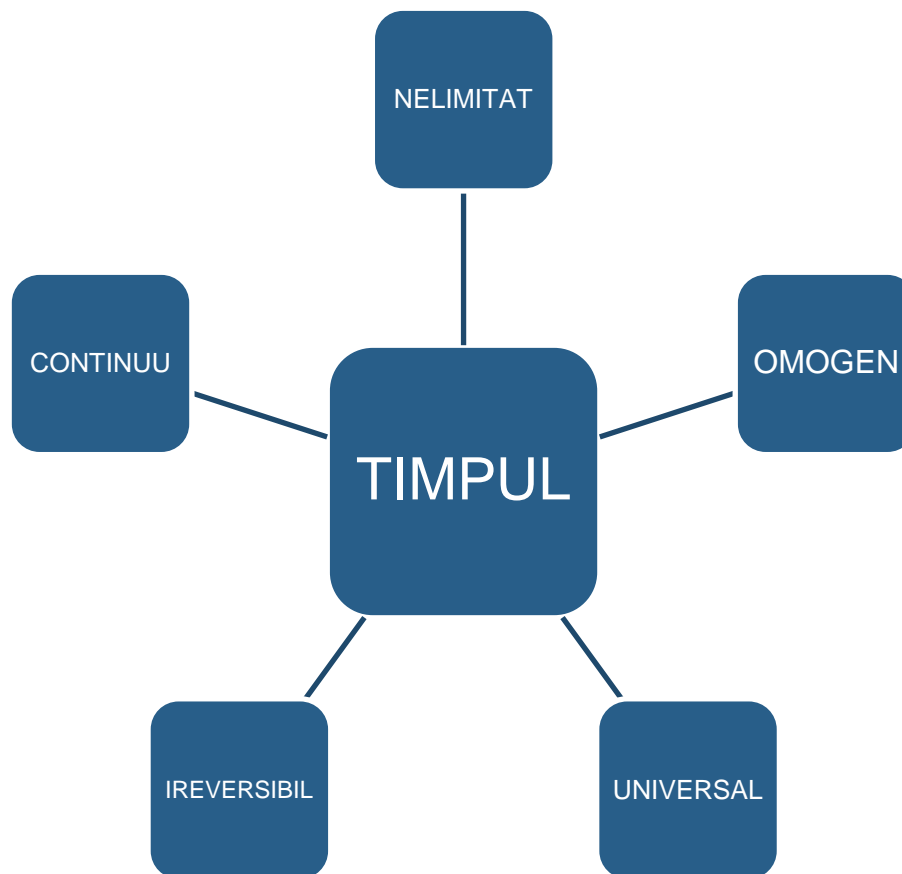 NELIMITAT
CONTINUU
OMOGEN
TIMPUL
IREVERSIBIL
UNIVERSAL